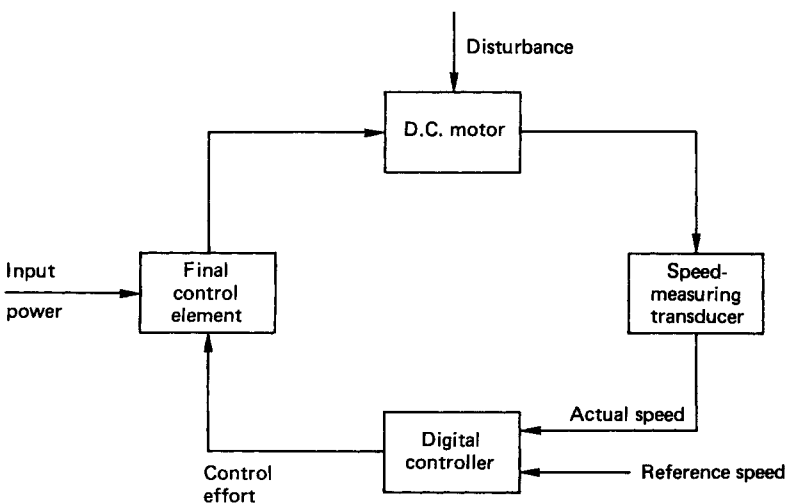 Disturbance
D.C. motor
Input
power
Final
control
element
Speed-
measuring
transducer
Actual speed
Digital
controller
Reference speed
Control
effort